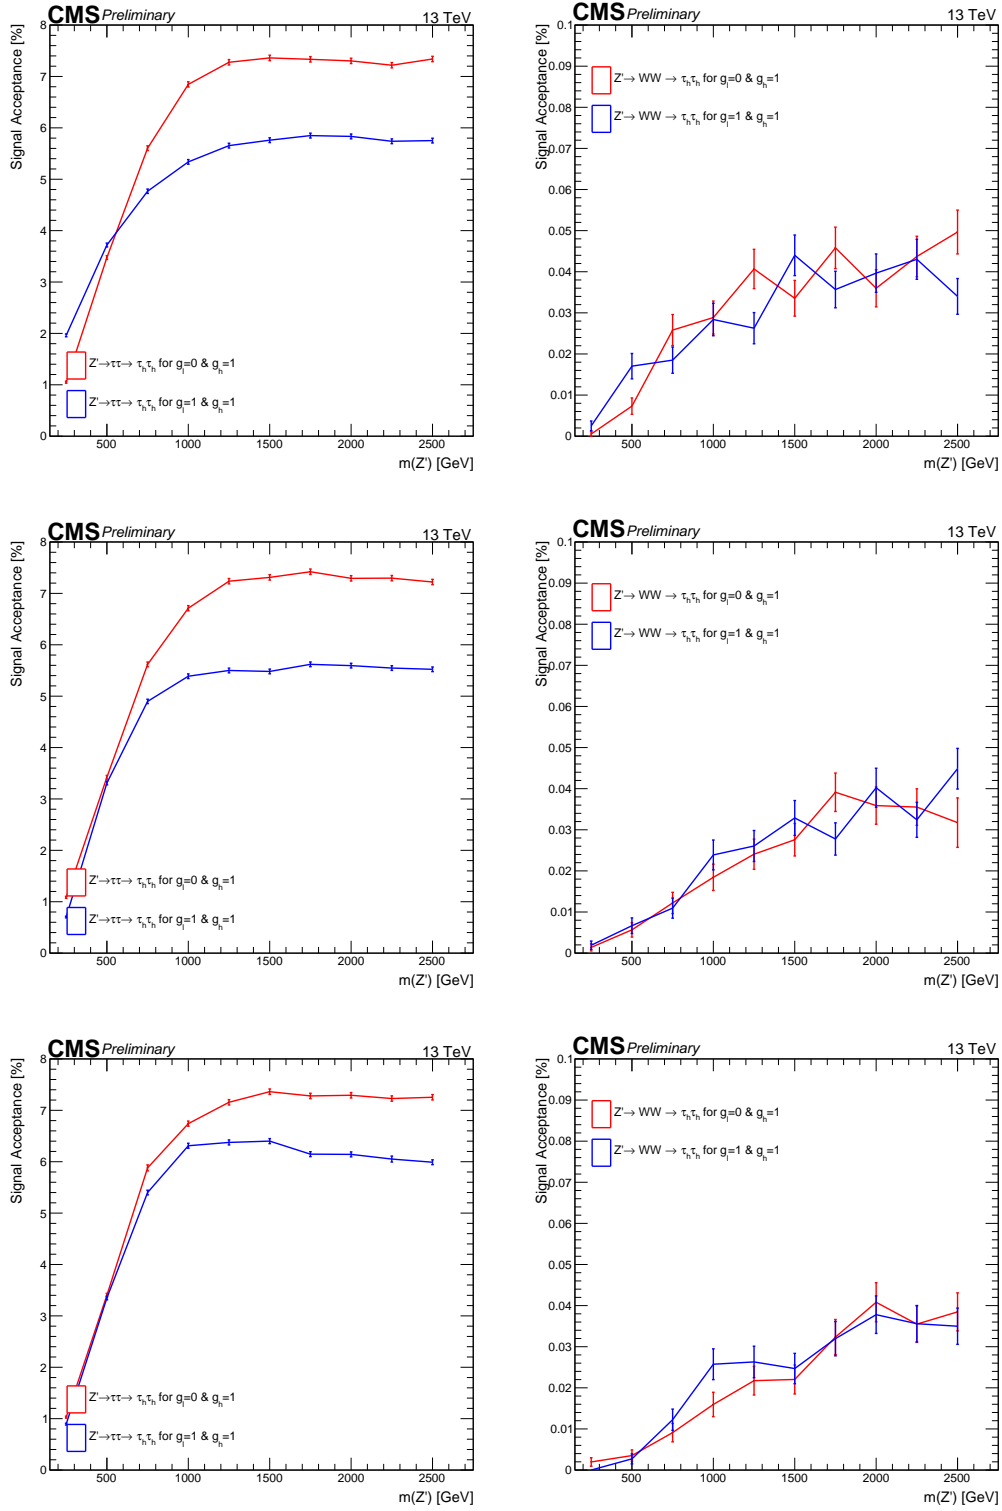 CMS Preliminary 13 TeV
Signal Acceptance [%]
8
7
6
5
4
3
2
1
0
Z'→ττ→ τhτh for gl=0 & gh=1
Z'→ττ→ τhτh for gl=1 & gh=1
500 1000 1500 2000 2500
m(Z') [GeV]
CMS Preliminary 13 TeV
Signal Acceptance [%]
0.1
0.09
0.08
0.07
0.06
0.05
0.04
0.03
0.02
0.01
0
Z'→ WW → τhτh for gl=0 & gh=1
Z'→ WW → τhτh for gl=1 & gh=1
500 1000 1500 2000 2500
m(Z') [GeV]
CMS Preliminary 13 TeV
Signal Acceptance [%]
8
7
6
5
4
3
2
1
0
Z'→ττ→ τhτh for gl=0 & gh=1
Z'→ττ→ τhτh for gl=1 & gh=1
500 1000 1500 2000 2500
m(Z') [GeV]
CMS Preliminary 13 TeV
Signal Acceptance [%]
0.1
0.09
0.08
0.07
0.06
0.05
0.04
0.03
0.02
0.01
0
Z'→ WW → τhτh for gl=0 & gh=1
Z'→ WW → τhτh for gl=1 & gh=1
500 1000 1500 2000 2500
m(Z') [GeV]
CMS Preliminary 13 TeV
Signal Acceptance [%]
8
7
6
5
4
3
2
1
0
Z'→ττ→ τhτh for gl=0 & gh=1
Z'→ττ→ τhτh for gl=1 & gh=1
500 1000 1500 2000 2500
m(Z') [GeV]
CMS Preliminary 13 TeV
Signal Acceptance [%]
0.1
0.09
0.08
0.07
0.06
0.05
0.04
0.03
0.02
0.01
0
Z'→ WW → τhτh for gl=0 & gh=1
Z'→ WW → τhτh for gl=1 & gh=1
500 1000 1500 2000 2500
m(Z') [GeV]